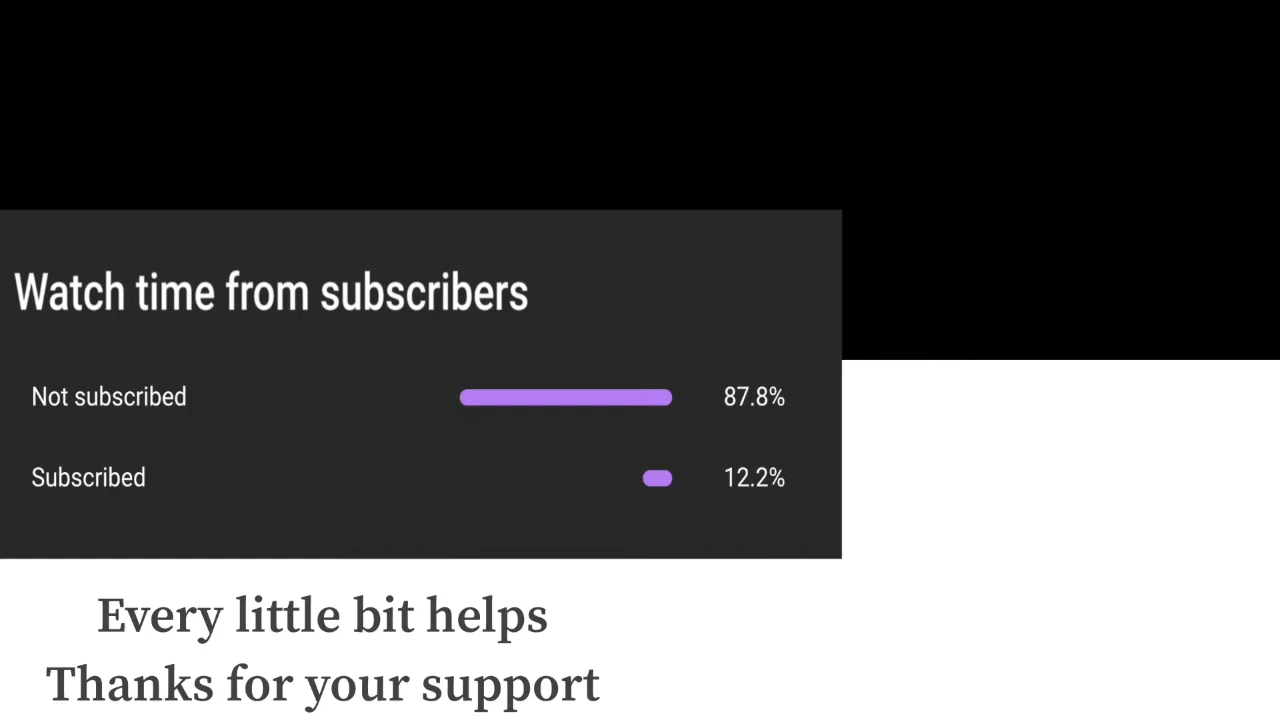 Watch time from subscribers
Not subscribed 87.8%
Subscribed 12.2%
Every little bit helps
Thanks for your support